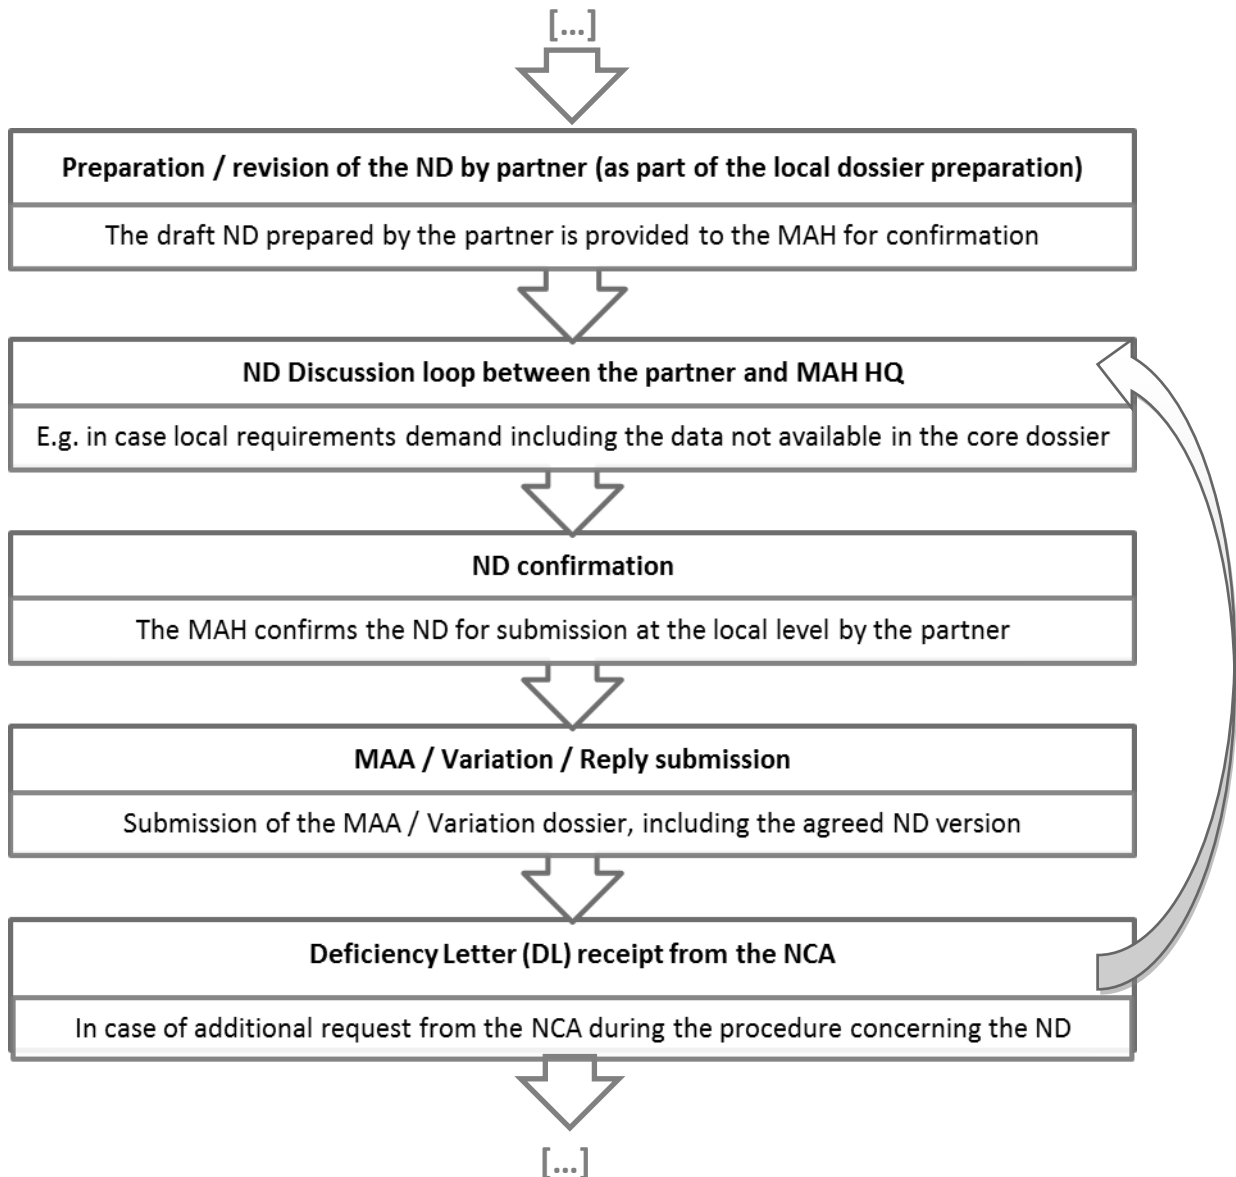 [...]
Preparation / revision of the ND by partner (as part of the local dossier preparation)
The draft ND prepared by the partner is provided to the MAH for confirmation
ND Discussion loop between the partner and MAH HQ
E.g. in case local requirements demand including the data not available in the core dossier
ND confirmation
The MAH confirms the ND for submission at the local level by the partner
MAA / Variation / Reply submission
Submission of the MAA / Variation dossier, including the agreed ND version
Deficiency Letter (DL) receipt from the NCA
In case of additional request from the NCA during the procedure concerning the ND
[...]